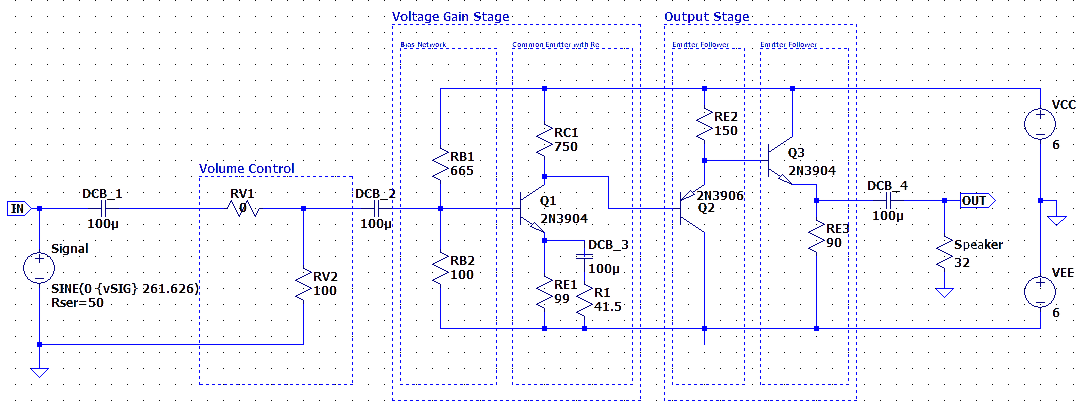 Voltage Gain Stage
Output Stage
Bias Network
Common Emitter with Re
Emitter Follower
Emitter Follower
VCC
6
RE2
150
RC1
750
Q3
2N3904
RB1
665
Volume Control
DCB_1
100µ
RV1
0
DCB_2
100µ
Q1
2N3904
2N3906
Q2
DCB_4
100µ
IN
OUT
Signal
SINE(0 {vSIG} 261.626)
Rser=50
RV2
100
RB2
100
DCB_3
100µ
RE1
99
R1
41.5
RE3
90
Speaker
32
VEE
6